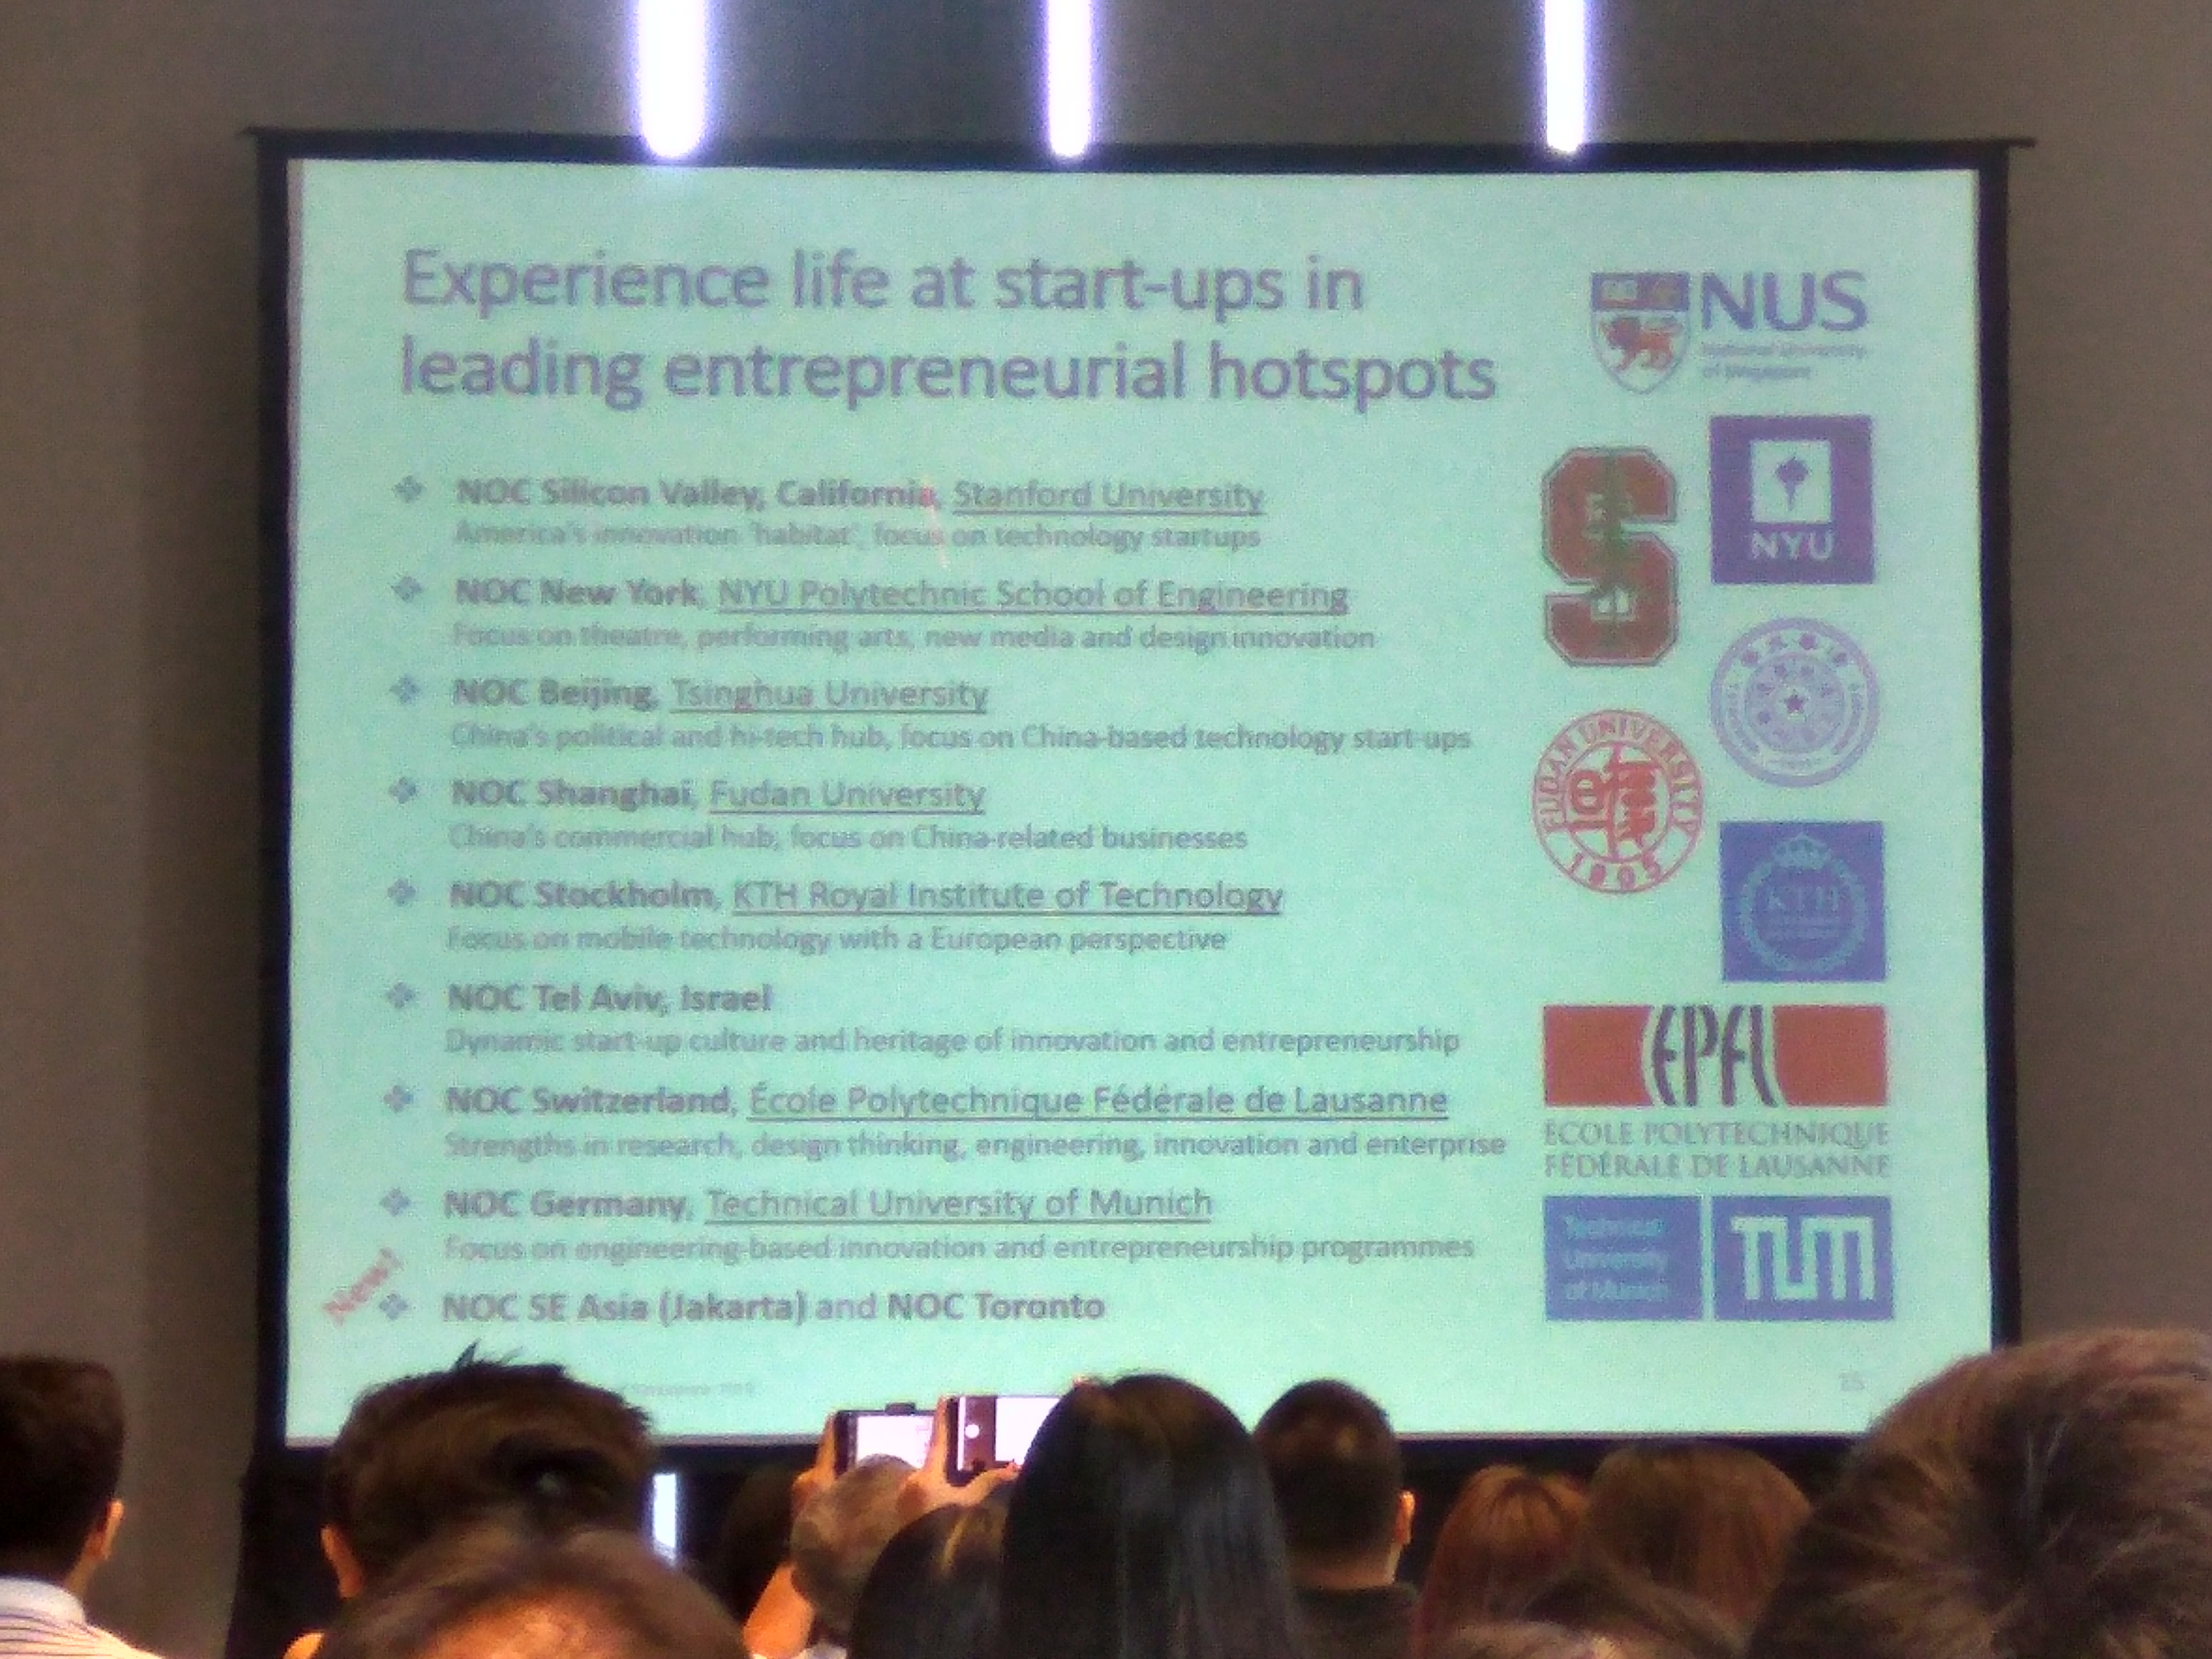 Experience life at start-ups in
leading entrepreneurial hotspots
NUS
National University
of Singapore
NOC Silicon Valley, California, Stanford University
America's innovation 'habitat', focus on technology startups
NOC New York, NYU Polytechnic School of Engineering
Focus on theatre, performing arts, new media and design innovation
NOC Beijing, Tsinghua University
China's political and hi-tech hub, focus on China-based technology start-ups
NOC Shanghai, Fudan University
China's commercial hub, focus on China-related businesses
NOC Stockholm, KTH Royal Institute of Technology
Focus on mobile technology with a European perspective
NOC Tel Aviv, Israel
Dynamic start-up culture and heritage of innovation and entrepreneurship
NOC Switzerland, École Polytechnique Fédérale de Lausanne
Strengths in research, design thinking, engineering, innovation and enterprise
NOC Germany, Technical University of Munich
Focus on engineering-based innovation and entrepreneurship programmes
New!
NOC SE Asia (Jakarta) and NOC Toronto
S
NYU
FUDAN UNIVERSITY
1905
KTH
EPFL
ÉCOLE POLYTECHNIQUE
FÉDÉRALE DE LAUSANNE
Technical
University
of Munich
TUM